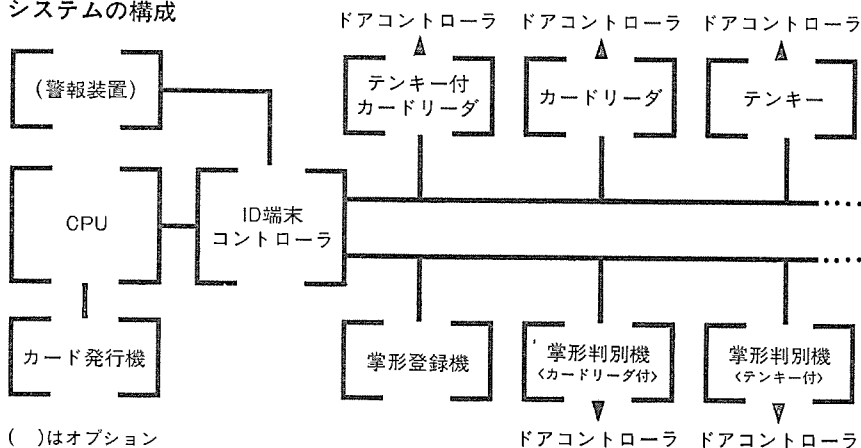 システムの構成
ドアコントローラ
ドアコントローラ
ドアコントローラ
(警報装置)
テンキー付
カードリーダ
カードリーダ
テンキー
CPU
ID端末
コントローラ
カード発行機
掌形登録機
掌形判別機
<カードリーダ付>
掌形判別機
<テンキー付>
( )はオプション
ドアコントローラ
ドアコントローラ